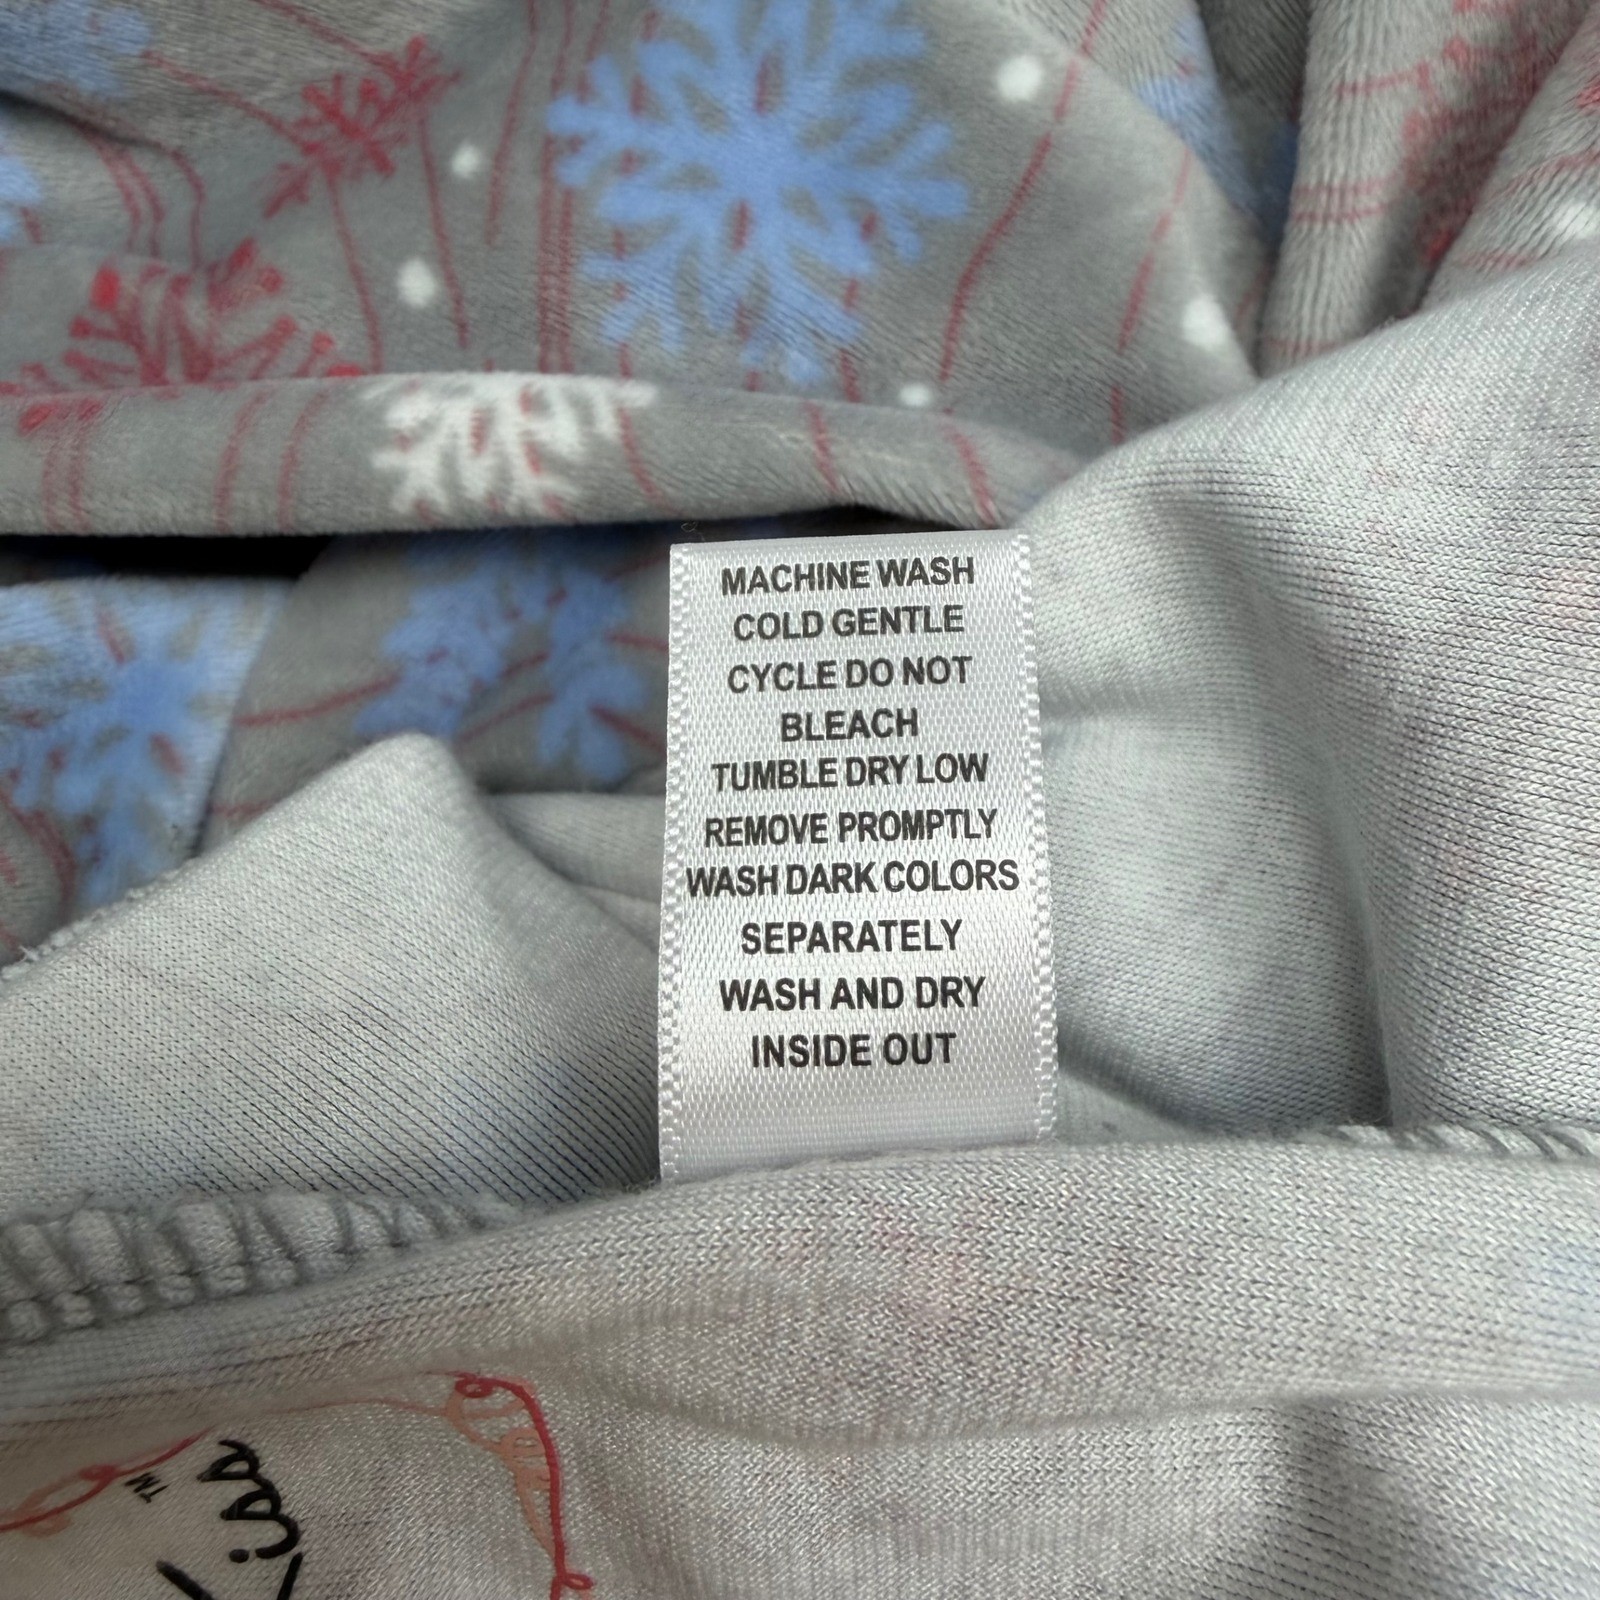 MACHINE WASH
COLD GENTLE
CYCLE DO NOT
BLEACH
TUMBLE DRY LOW
REMOVE PROMPTLY
WASH DARK COLORS
SEPARATELY
WASH AND DRY
INSIDE OUT
TM